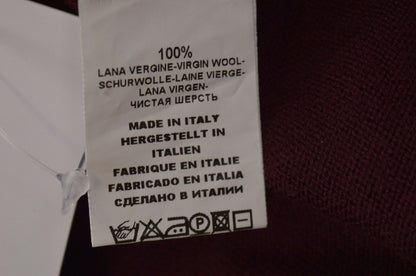 100%
LANA VERGINE-VIRGIN WOOL-
SCHURWOLLE-LAINE VIERGE-
LANA VIRGEN-
ЧИСТАЯ ШЕРСТЬ
MADE IN ITALY
HERGESTELLT IN
ITALIEN
FABRIQUE EN ITALIE
FABRICADO EN ITALIA
СДЕЛАНО В ИТАЛИИ
P